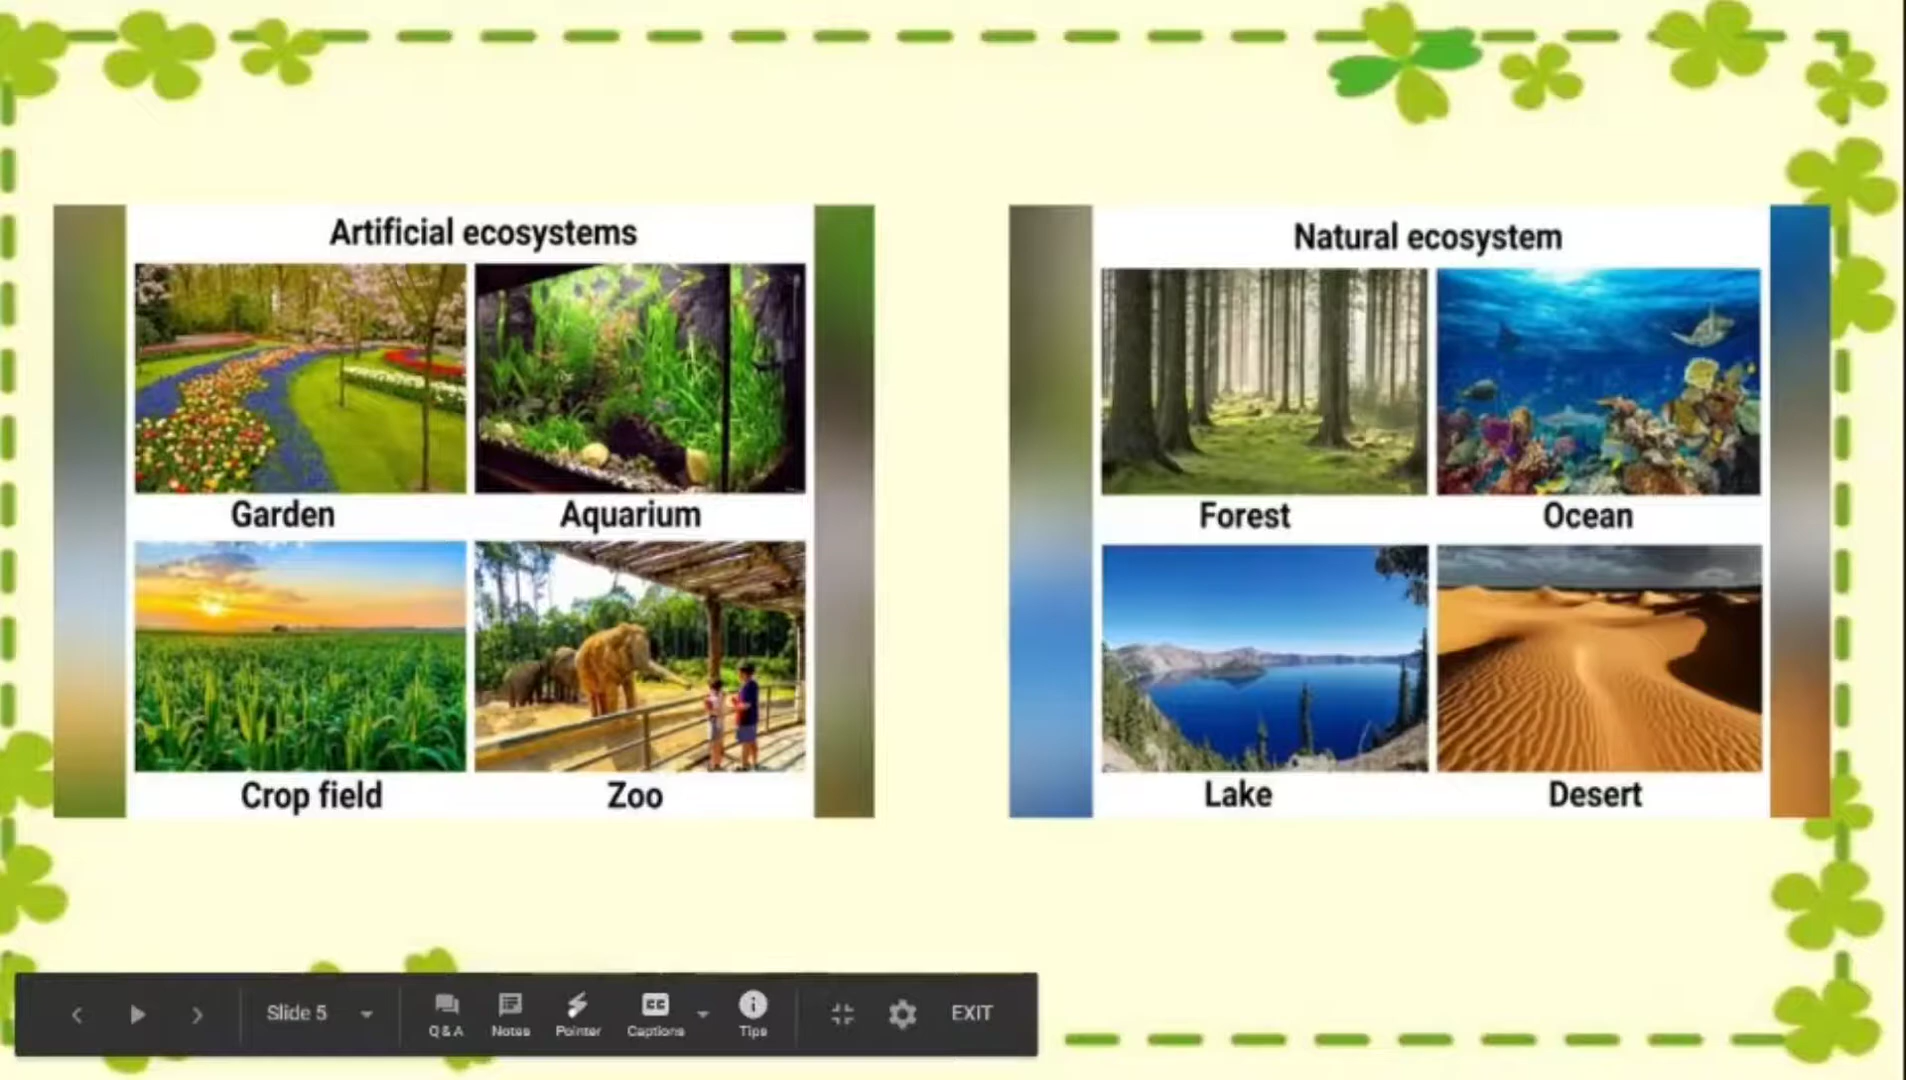 Artificial ecosystems
Garden
Aquarium
Crop field
Zoo
Natural ecosystem
Forest
Ocean
Lake
Desert
Slide 5
Q & A
Notes
Pointer
Captions
Tips
EXIT